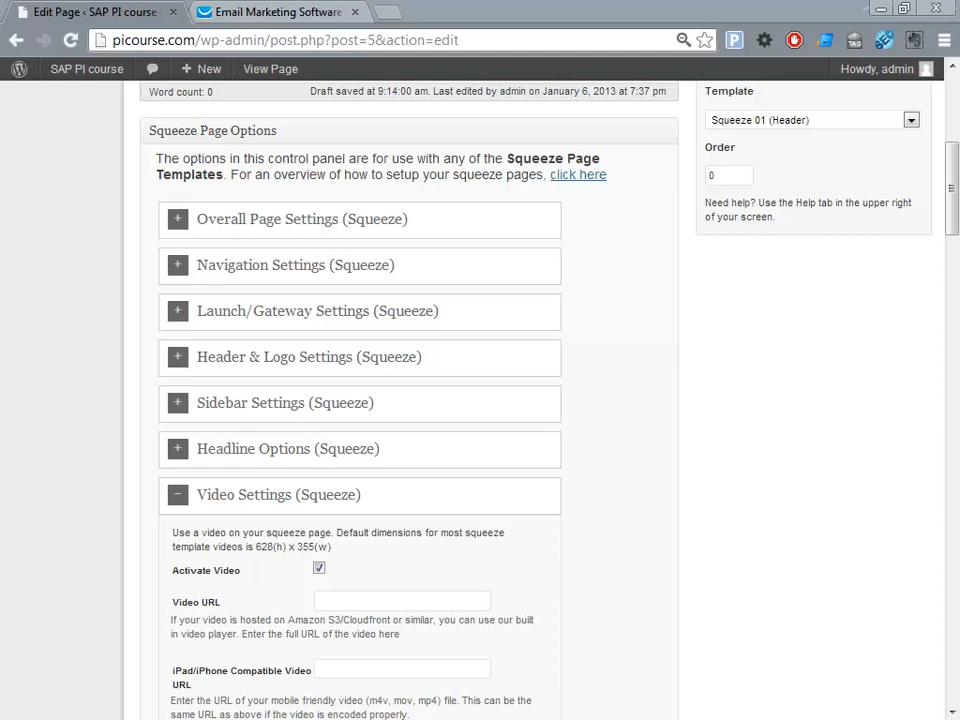 Edit Page ‹ SAP PI course
Email Marketing Software
picourse.com/wp-admin/post.php?post=5&action=edit
SAP PI course
+ New
View Page
Howdy, admin
Word count: 0
Draft saved at 9:14:00 am. Last edited by admin on January 6, 2013 at 7:37 pm
Template
Squeeze 01 (Header)
Order
0
Need help? Use the Help tab in the upper right
of your screen.
Squeeze Page Options
The options in this control panel are for use with any of the Squeeze Page
Templates. For an overview of how to setup your squeeze pages, click here
+ Overall Page Settings (Squeeze)
+ Navigation Settings (Squeeze)
+ Launch/Gateway Settings (Squeeze)
+ Header & Logo Settings (Squeeze)
+ Sidebar Settings (Squeeze)
+ Headline Options (Squeeze)
− Video Settings (Squeeze)
Use a video on your squeeze page. Default dimensions for most squeeze
template videos is 628(h) x 355(w)
Activate Video
Video URL
If your video is hosted on Amazon S3/Cloudfront or similar, you can use our built
in video player. Enter the full URL of the video here
iPad/iPhone Compatible Video
URL
Enter the URL of your mobile friendly video (m4v, mov, mp4) file. This can be the
same URL as above if the video is encoded properly.